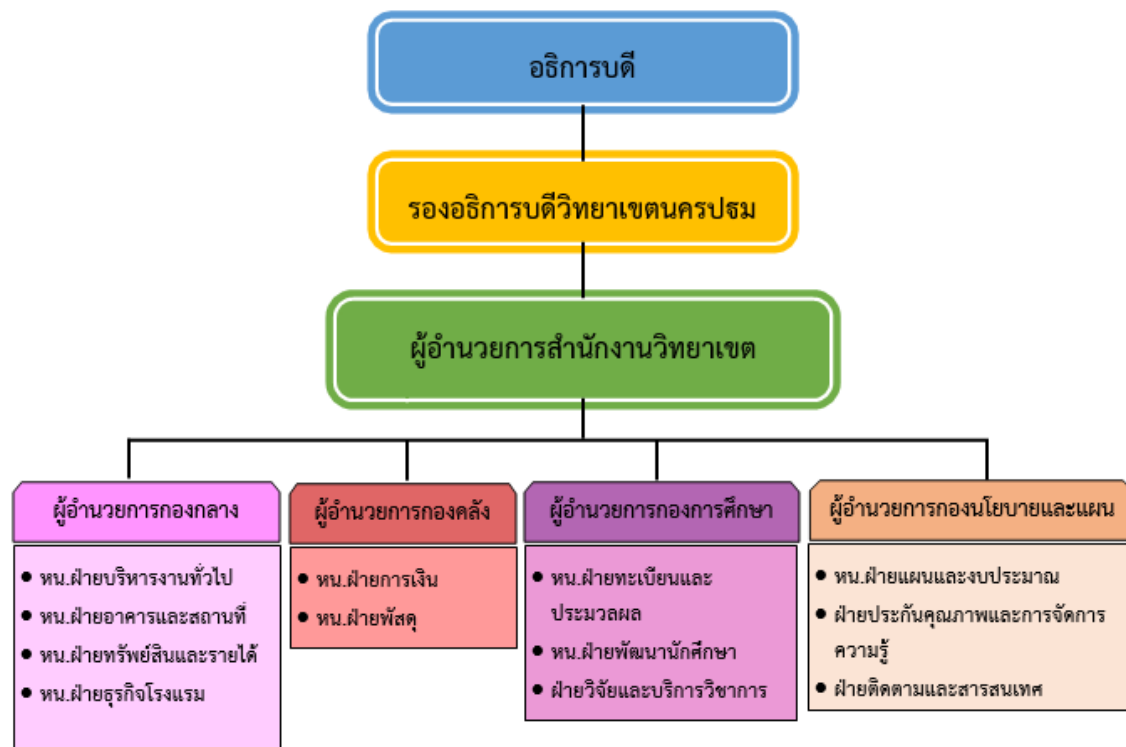 อธิการบดี
รองอธิการบดีวิทยาเขตนครปฐม
ผู้อำนวยการสำนักงานวิทยาเขต
ผู้อำนวยการกองกลาง
● หน.ฝ่ายบริหารงานทั่วไป
● หน.ฝ่ายอาคารและสถานที่
● หน.ฝ่ายทรัพย์สินและรายได้
● หน.ฝ่ายธุรกิจโรงแรม
ผู้อำนวยการกองคลัง
● หน.ฝ่ายการเงิน
● หน.ฝ่ายพัสดุ
ผู้อำนวยการกองการศึกษา
● หน.ฝ่ายทะเบียนและ
ประมวลผล
● หน.ฝ่ายพัฒนานักศึกษา
● ฝ่ายวิจัยและบริการวิชาการ
ผู้อำนวยการกองนโยบายและแผน
● หน.ฝ่ายแผนและงบประมาณ
● ฝ่ายประกันคุณภาพและการจัดการ
ความรู้
● ฝ่ายติดตามและสารสนเทศ